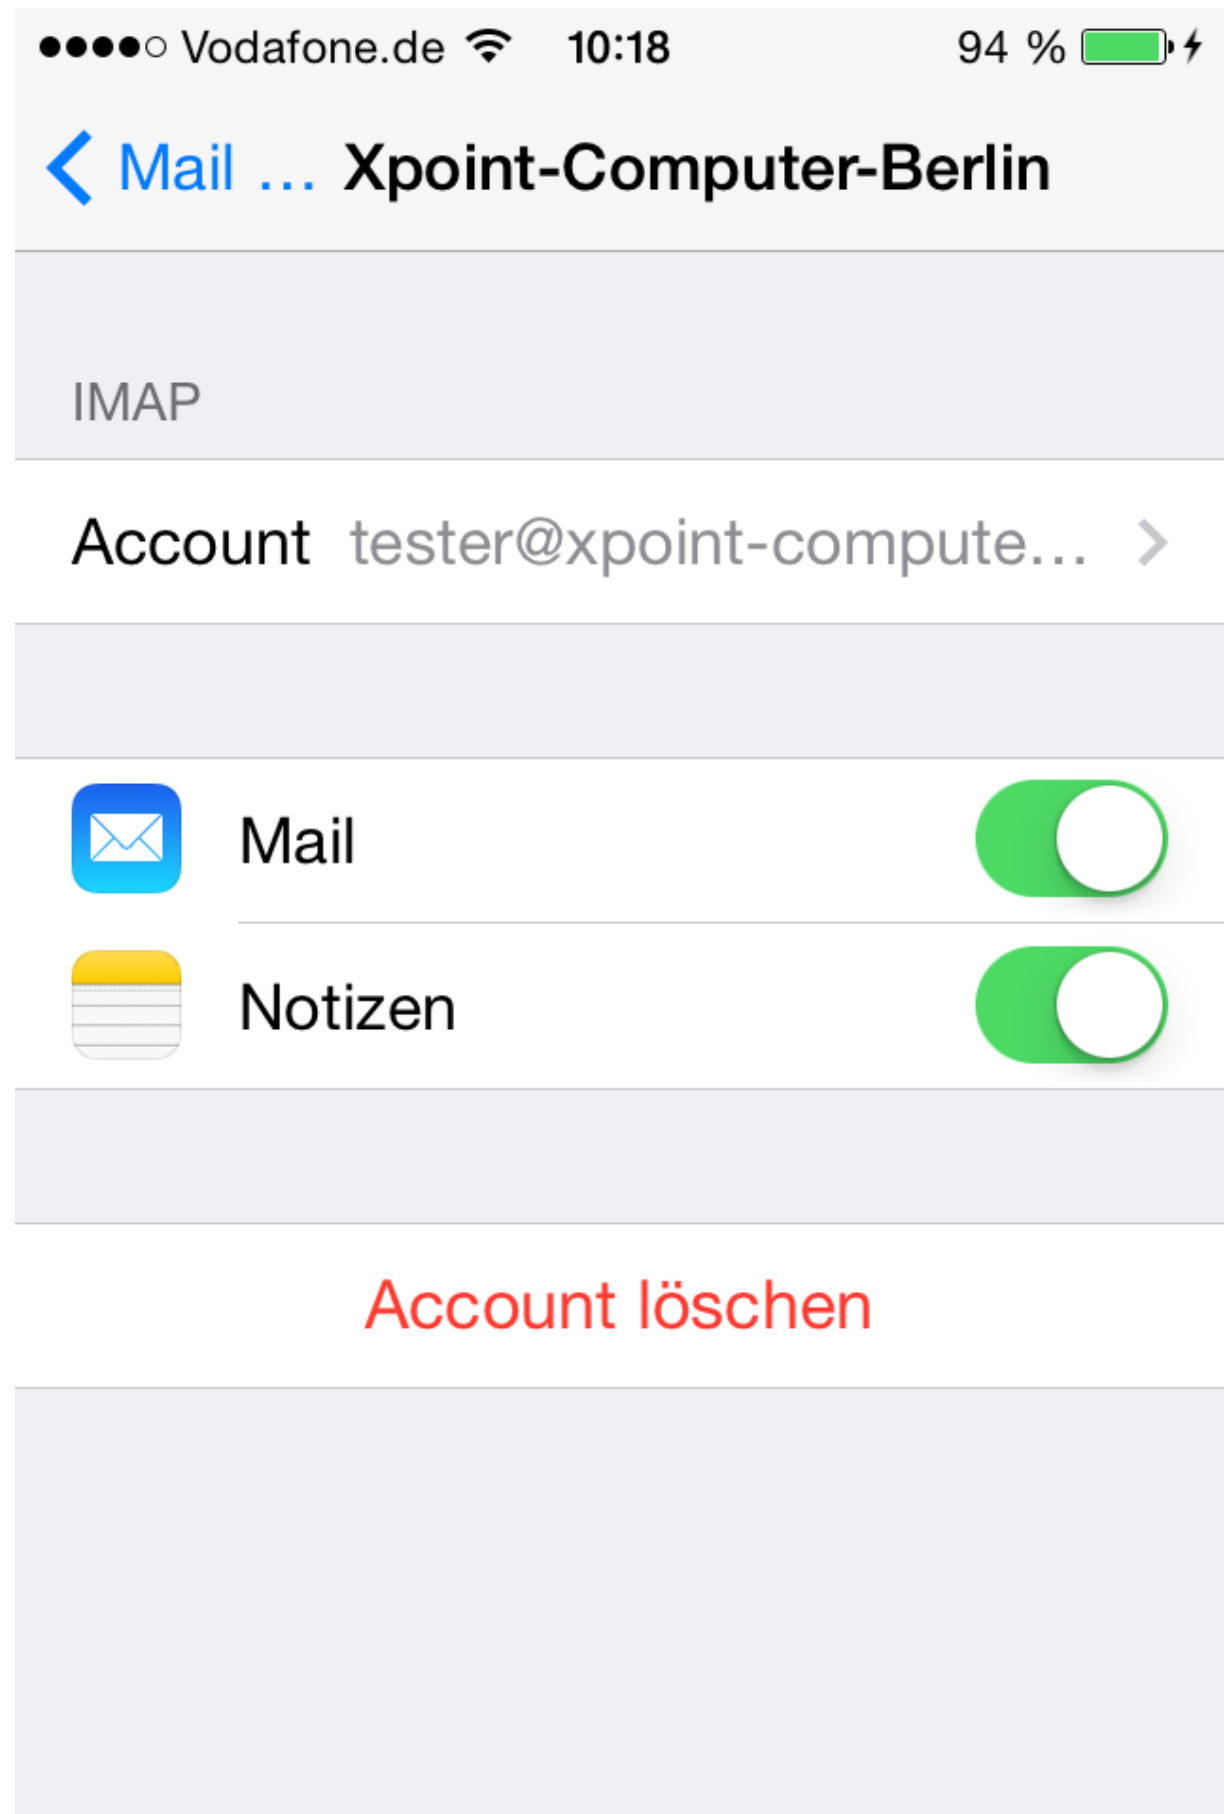 Vodafone.de 10:18 94 %
Mail ... Xpoint-Computer-Berlin
IMAP
Account tester@xpoint-compute...
Mail
Notizen
Account löschen